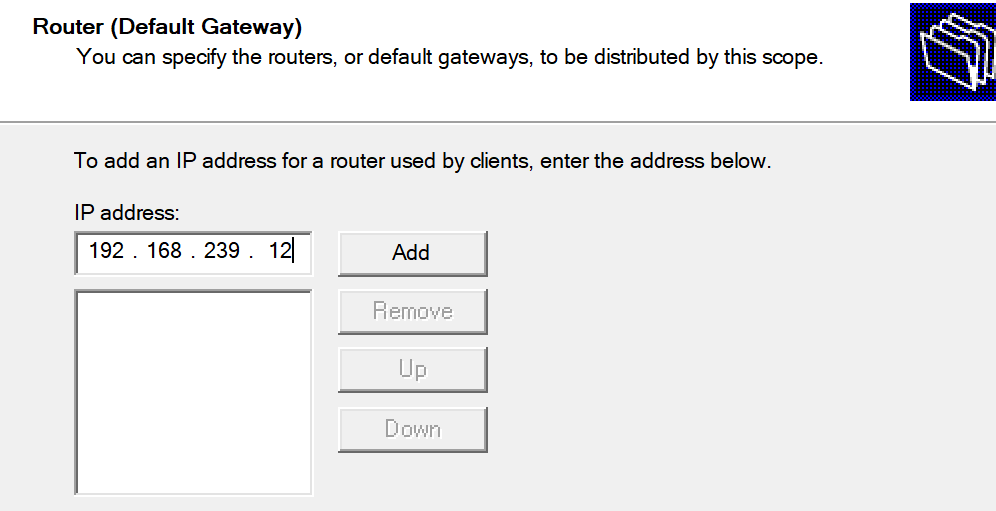 Router (Default Gateway)
You can specify the routers, or default gateways, to be distributed by this scope.
To add an IP address for a router used by clients, enter the address below.
IP address:
192 . 168 . 239 . 12
Add
Remove
Up
Down